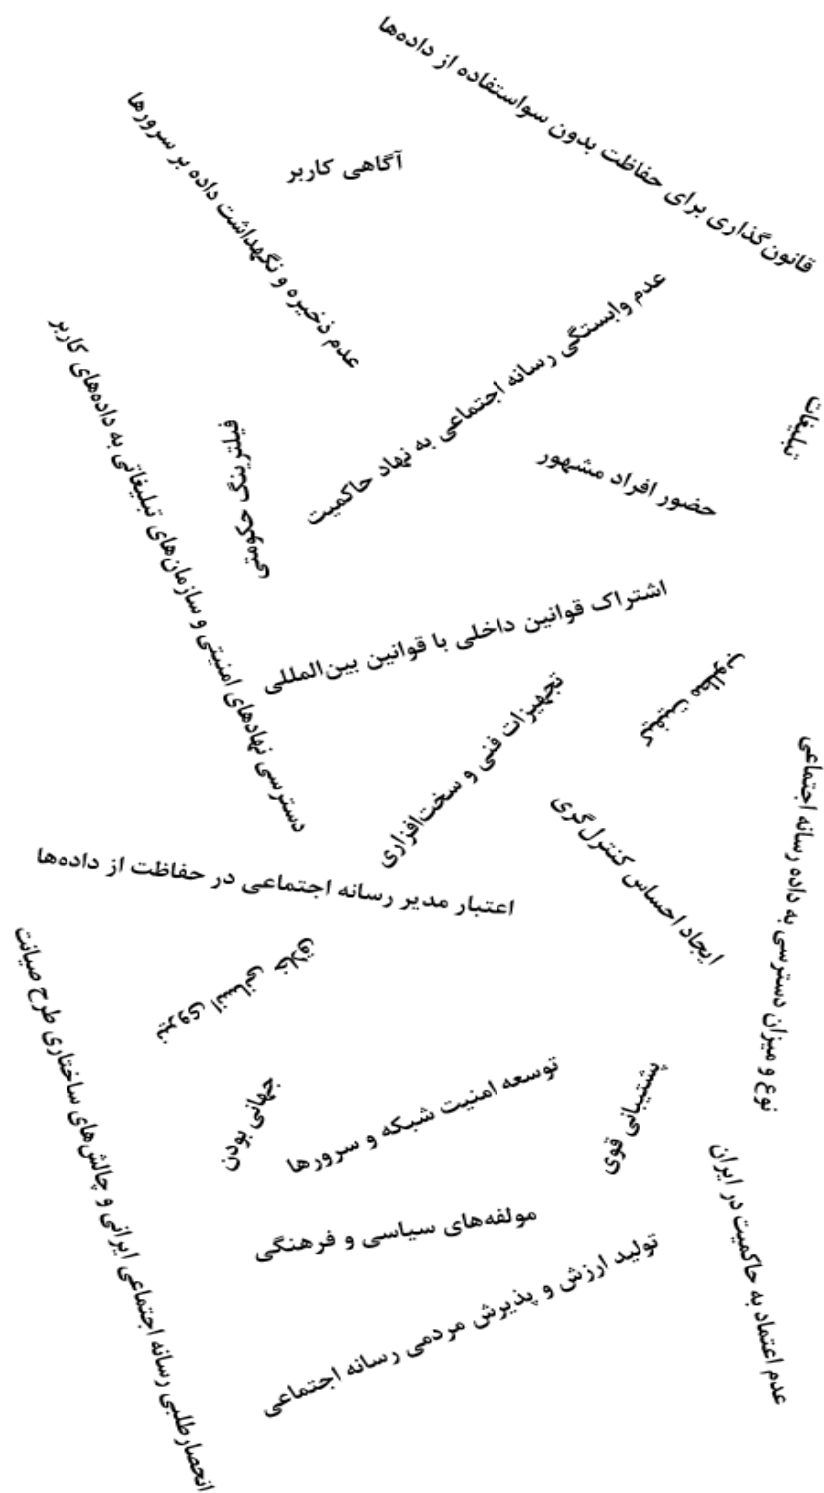 قانون‌گذاری برای حفاظت بدون سواستفاده از داده‌ها
عدم ذخیره و نگهداشت داده بر سرورها
آگاهی کاربر
عدم وابستگی رسانه اجتماعی به نهاد حاکمیت
دسترسی نهادهای امنیتی و سازمان‌های تبلیغاتی به داده‌های کاربر
تبلیغات
حضور افراد مشهور
اشتراک قوانین داخلی با قوانین بین‌المللی
کیفیت مطلوب
تجهیزات فنی و سخت‌افزاری
نوع و میزان دسترسی به داده رسانه اجتماعی
ایجاد احساس کنترل‌گری
اعتبار مدیر رسانه اجتماعی در حفاظت از داده‌ها
انحصارطلبی رسانه اجتماعی ایرانی و چالش‌های ساختاری طرح صیانت
نیروی انسانی خلاق
توسعه امنیت شبکه و سرورها
پشتیبانی قوی
جهانی بودن
عدم اعتماد به حاکمیت در ایران
مولفه‌های سیاسی و فرهنگی
تولید ارزش و پذیرش مردمی رسانه اجتماعی